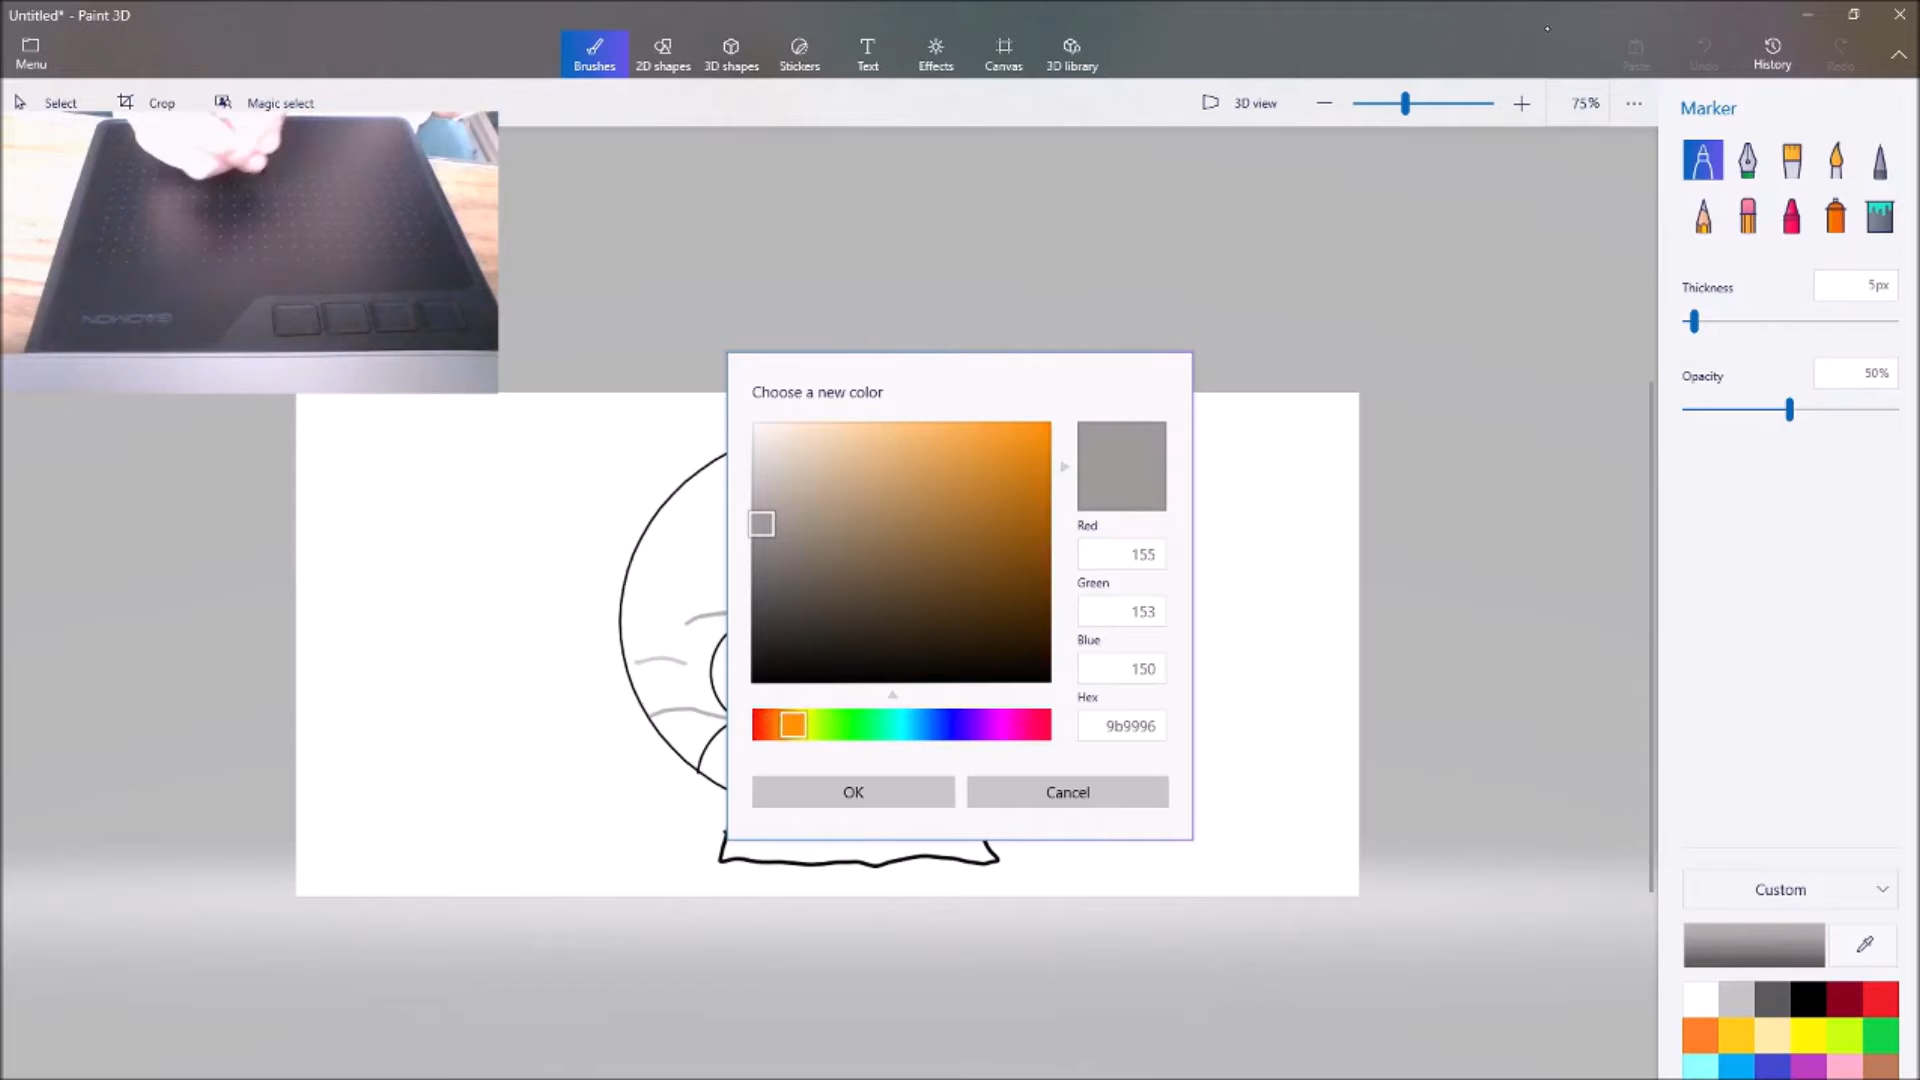 Untitled* - Paint 3D
Menu
Brushes
2D shapes
3D shapes
Stickers
Text
Effects
Canvas
3D library
Paste
Undo
History
Redo
Select
Crop
Magic select
3D view
75%
Marker
GAOMON
Thickness
5px
Opacity
50%
Choose a new color
Red
155
Green
153
Blue
150
Hex
9b9996
OK
Cancel
Custom